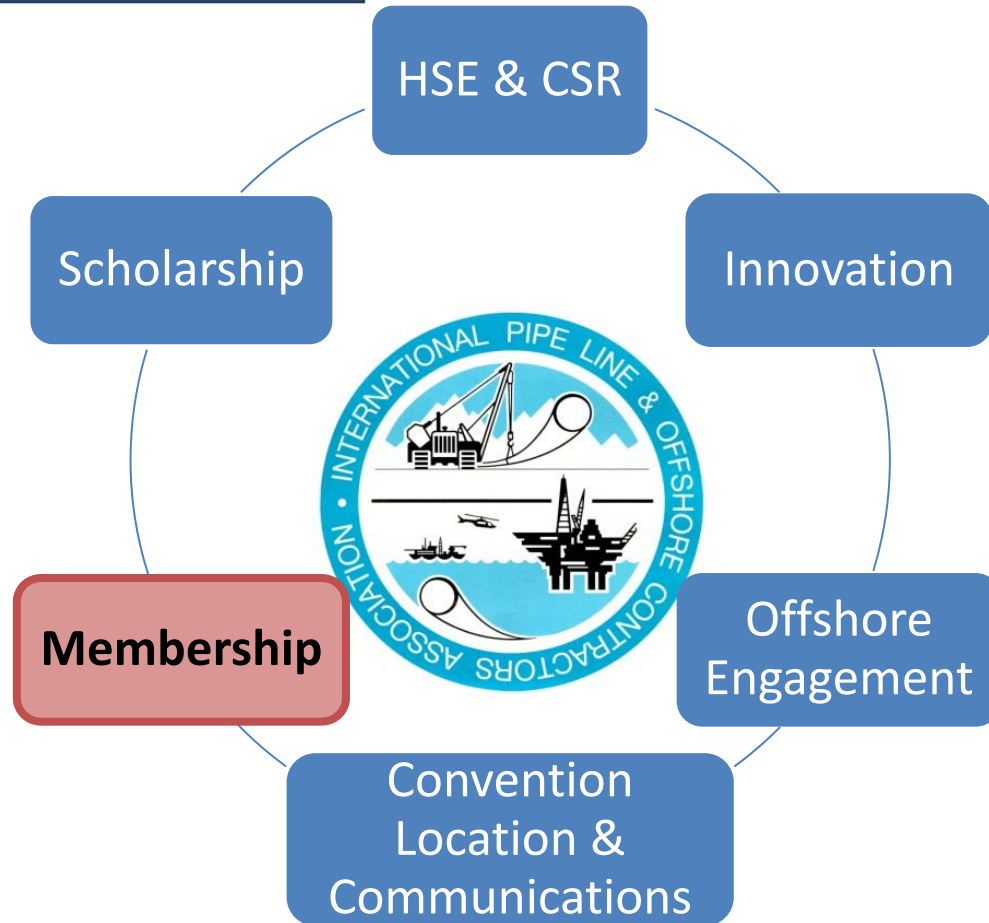 HSE & CSR
Scholarship
Innovation
INTERNATIONAL PIPE LINE & OFFSHORE CONTRACTORS ASSOCIATION •
Membership
Offshore
Engagement
Convention
Location &
Communications